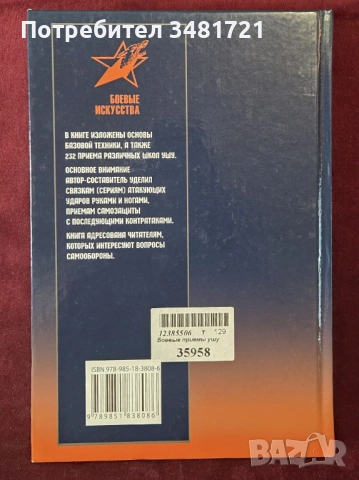 Потребител 3481721
БОЕВЫЕ
ИСКУССТВА
В КНИГЕ ИЗЛОЖЕНЫ ОСНОВЫ
БАЗОВОЙ ТЕХНИКИ, А ТАКЖЕ
232 ПРИЕМА РАЗЛИЧНЫХ ШКОЛ УШУ.
ОСНОВНОЕ ВНИМАНИЕ
АВТОР-СОСТАВИТЕЛЬ УДЕЛИЛ
СВЯЗКАМ (СЕРИЯМ) АТАКУЮЩИХ
УДАРОВ РУКАМИ И НОГАМИ,
ПРИЕМАМ САМОЗАЩИТЫ
С ПОСЛЕДУЮЩИМИ КОНТРАТАКАМИ.
КНИГА АДРЕСОВАНА ЧИТАТЕЛЯМ,
КОТОРЫХ ИНТЕРЕСУЮТ ВОПРОСЫ
САМООБОРОНЫ.
12385506 т 129
Боевые приемы ушу
35958
ISBN 978-985-18-3808-6
9 789851 838086
BAZAR
bg